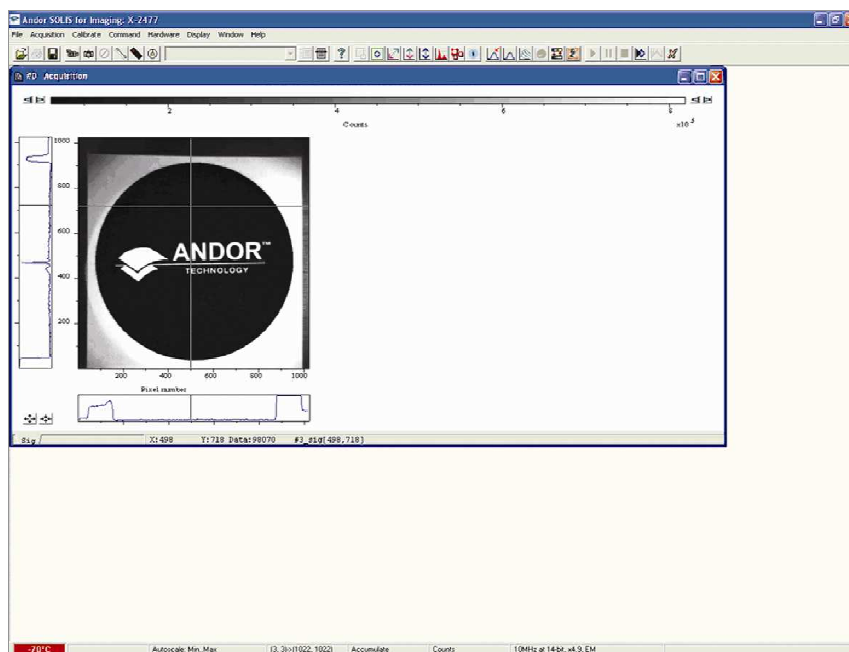 Andor SOLIS for Imaging: X-2477
File Acquisition Calibrate Command Hardware Display Window Help
#0 Acquisition
2 4 6 8
Counts
x10 5
1000
800
600
400
200
ANDOR™
TECHNOLOGY
200 400 600 800 1000
Pixel number
Sig X:498 Y:718 Data:98070 #3_sig[498,718]
-70°C Autoscale: Min..Max (3, 3)->(1022, 1022) Accumulate Counts 10MHz at 14-bit, x4.9, EM